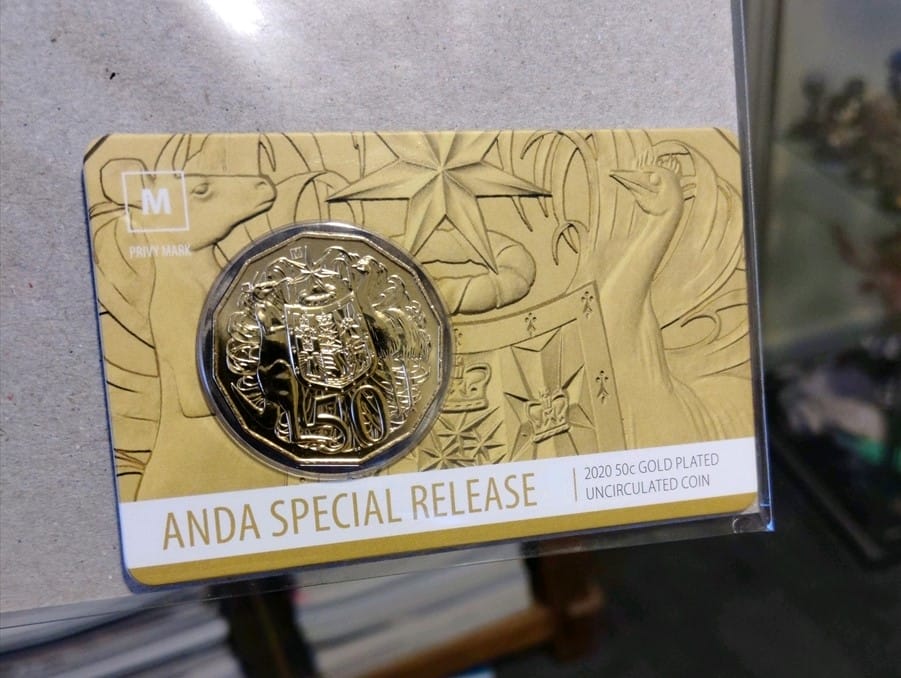 M
PRIVY MARK
M
50
ANDA SPECIAL RELEASE
2020 50c GOLD PLATED
UNCIRCULATED COIN